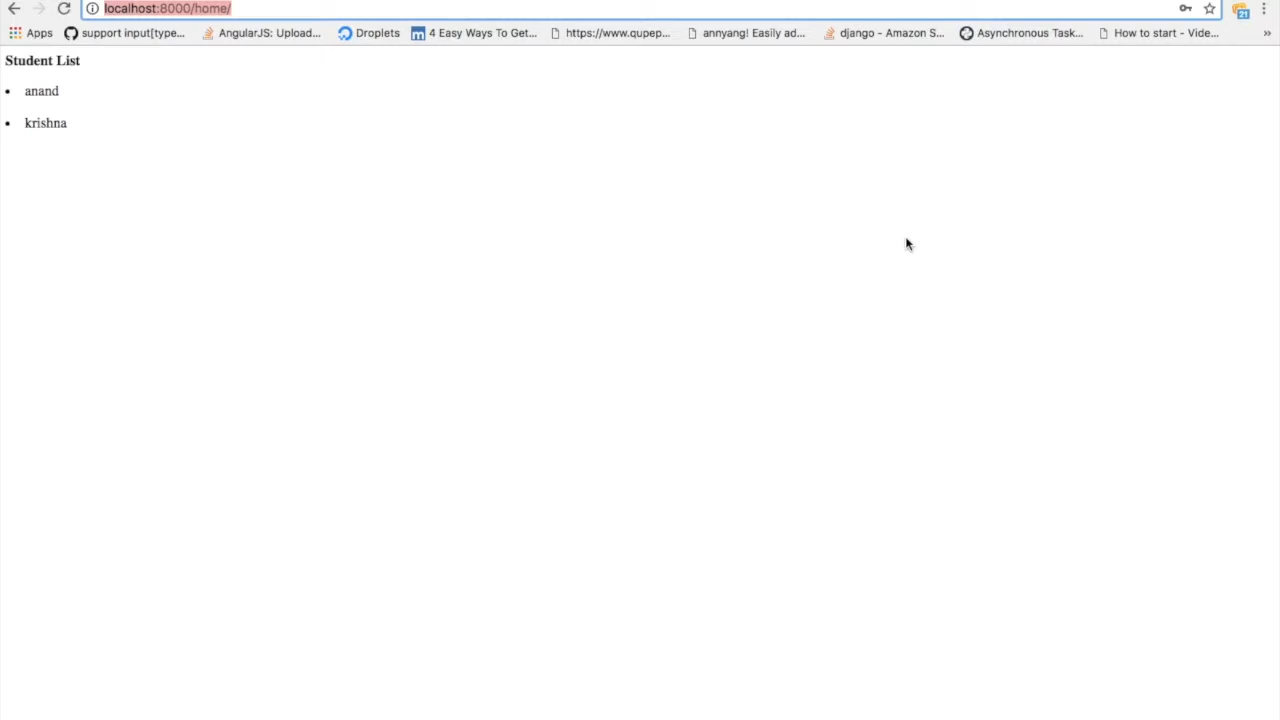 localhost:8000/home/
Apps support input[type... AngularJS: Upload... Droplets 4 Easy Ways To Get... https://www.qupep... annyang! Easily ad... django - Amazon S... Asynchronous Task... How to start - Vide... »
21
Student List
• anand
• krishna